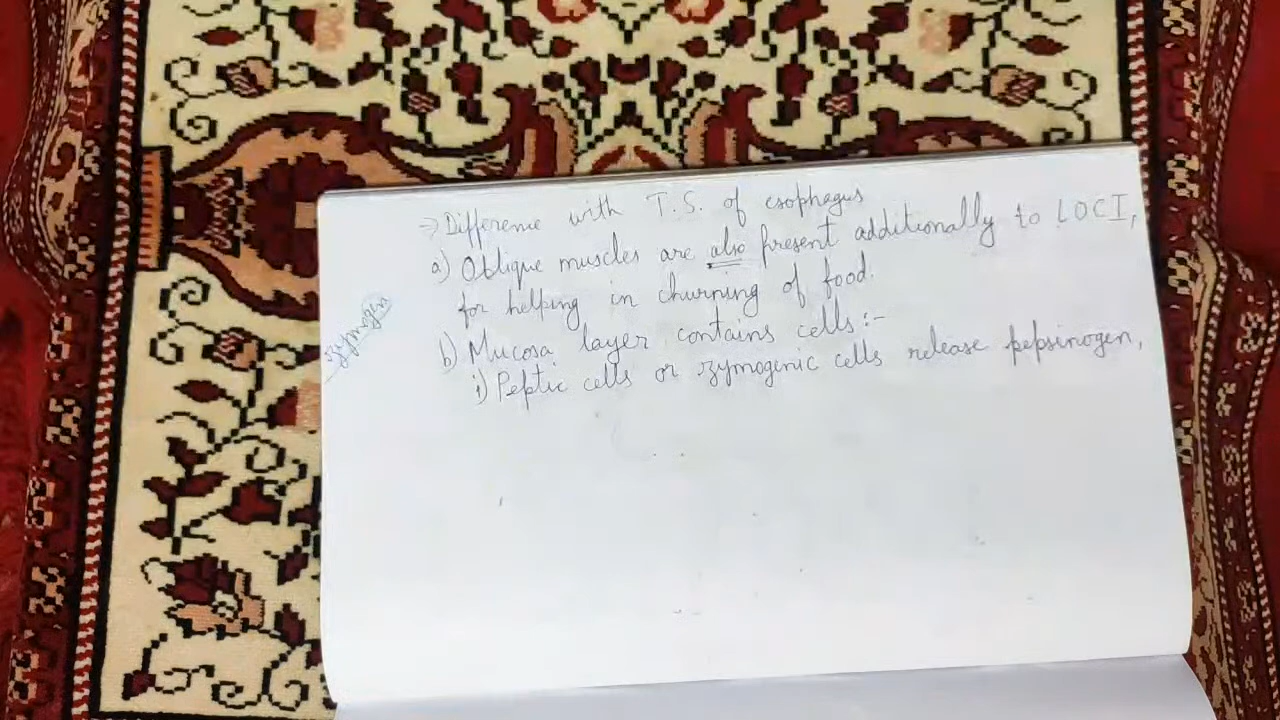 ⇒ Difference with T.S. of esophagus
a) Oblique muscles are also present additionally to LOCI,
for helping in churning of food.
b) Mucosa layer contains cells:-
i) Peptic cells or zymogenic cells release pepsinogen,
zymogen